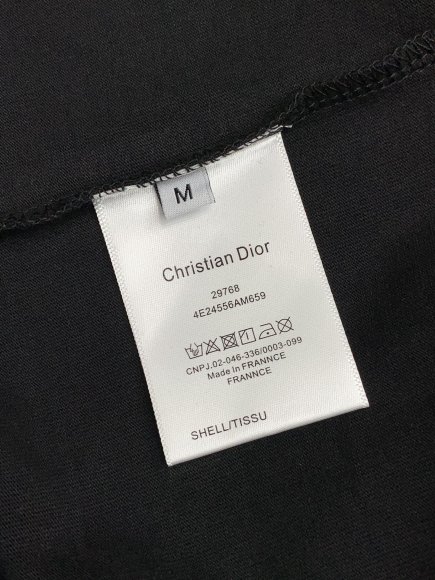 M
Christian Dior
29768
4E24556AM659
CNPJ.02-046-336/0003-099
Made In FRANNCE
FRANNCE
SHELL/TISSU